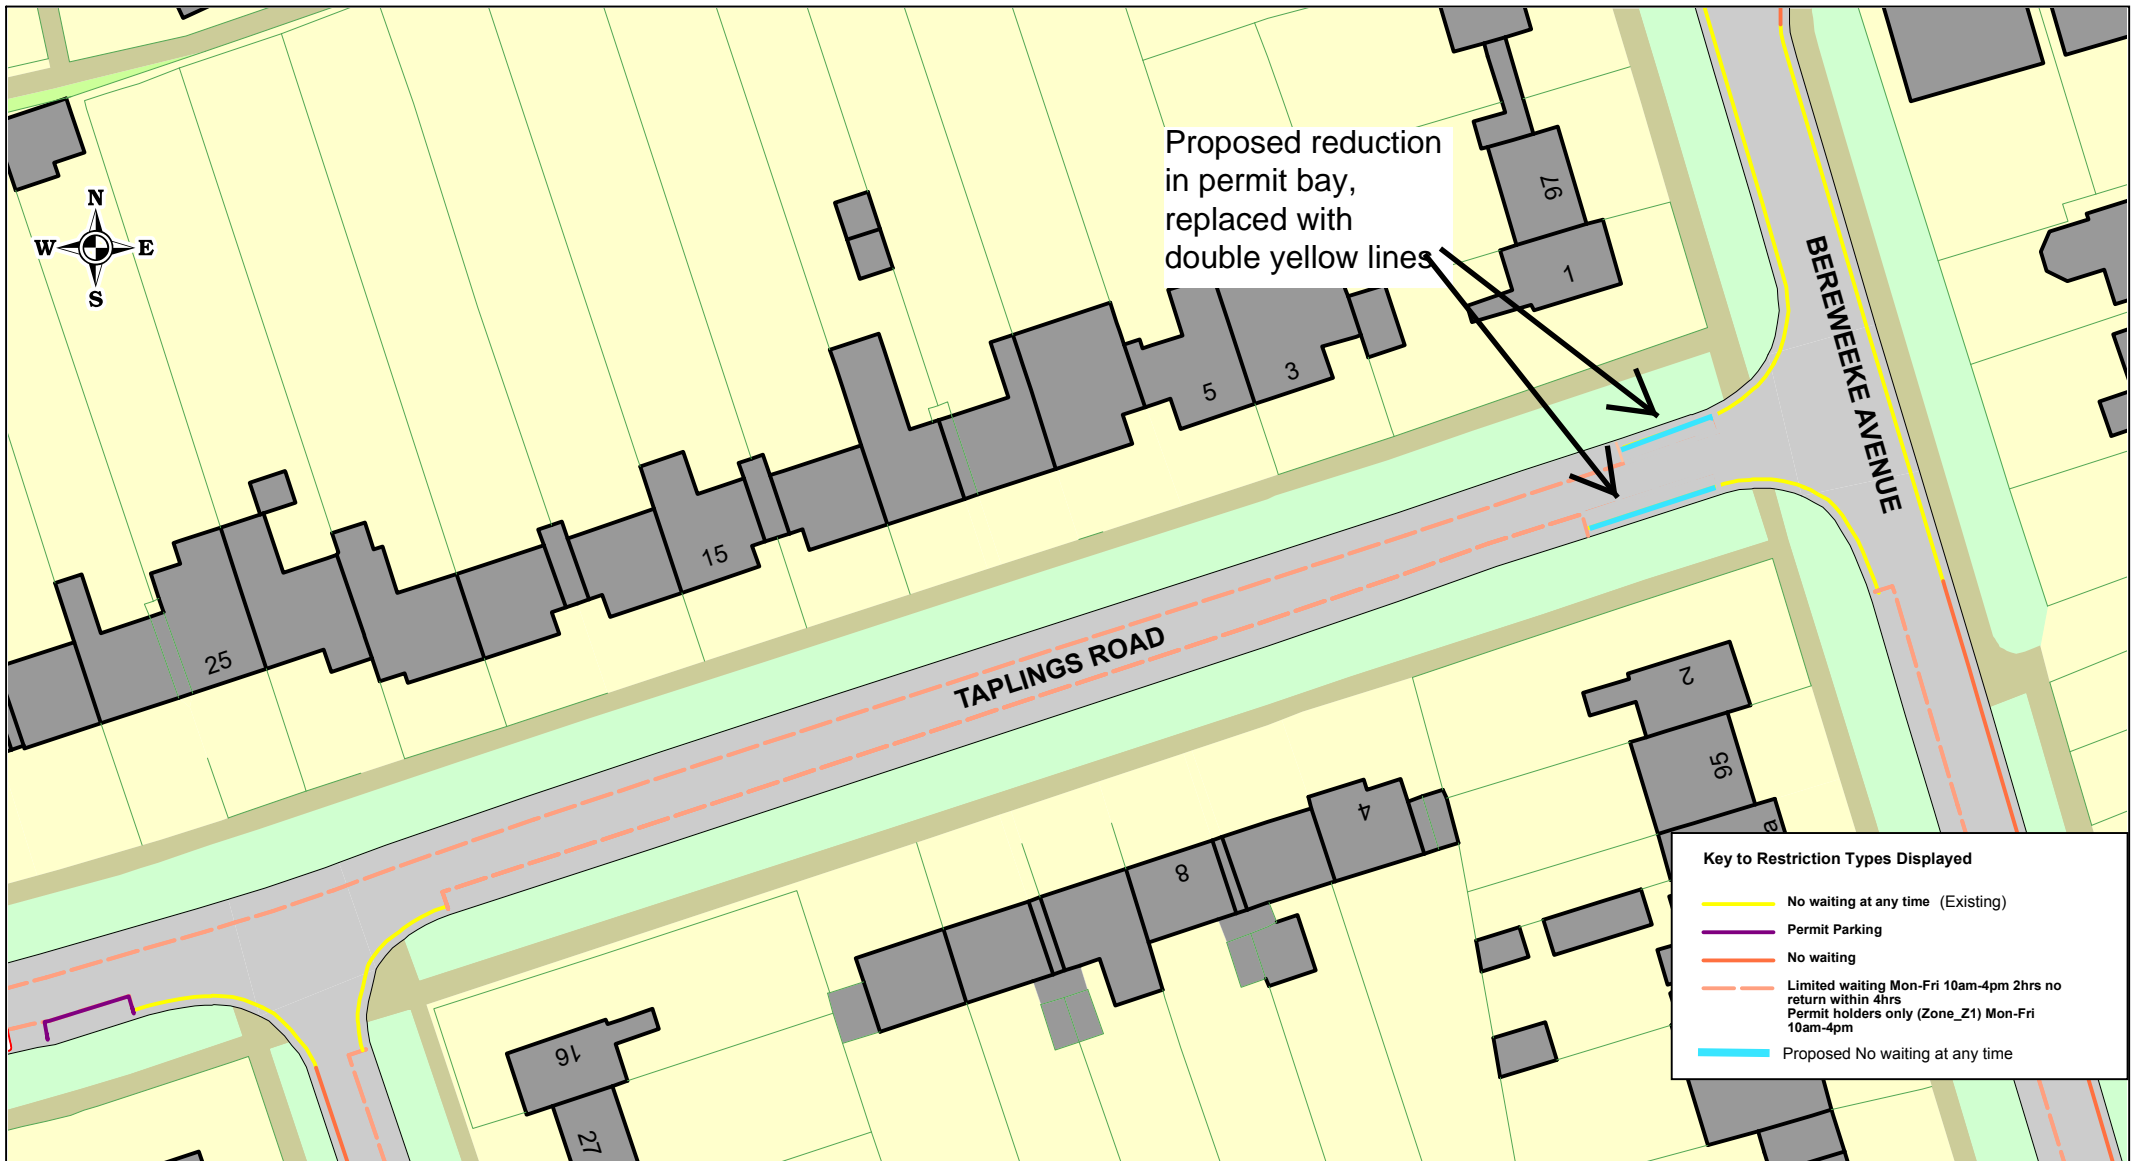 Proposed reduction
in permit bay,
replaced with
double yellow lines
N
W E
S
97
1
BEREWEKE AVENUE
3
5
15
25
TAPLINGS ROAD
2
95
a
4
8
16
27
Key to Restriction Types Displayed
No waiting at any time (Existing)
Permit Parking
No waiting
Limited waiting Mon-Fri 10am-4pm 2hrs no
return within 4hrs
Permit holders only (Zone_Z1) Mon-Fri
10am-4pm
Proposed No waiting at any time